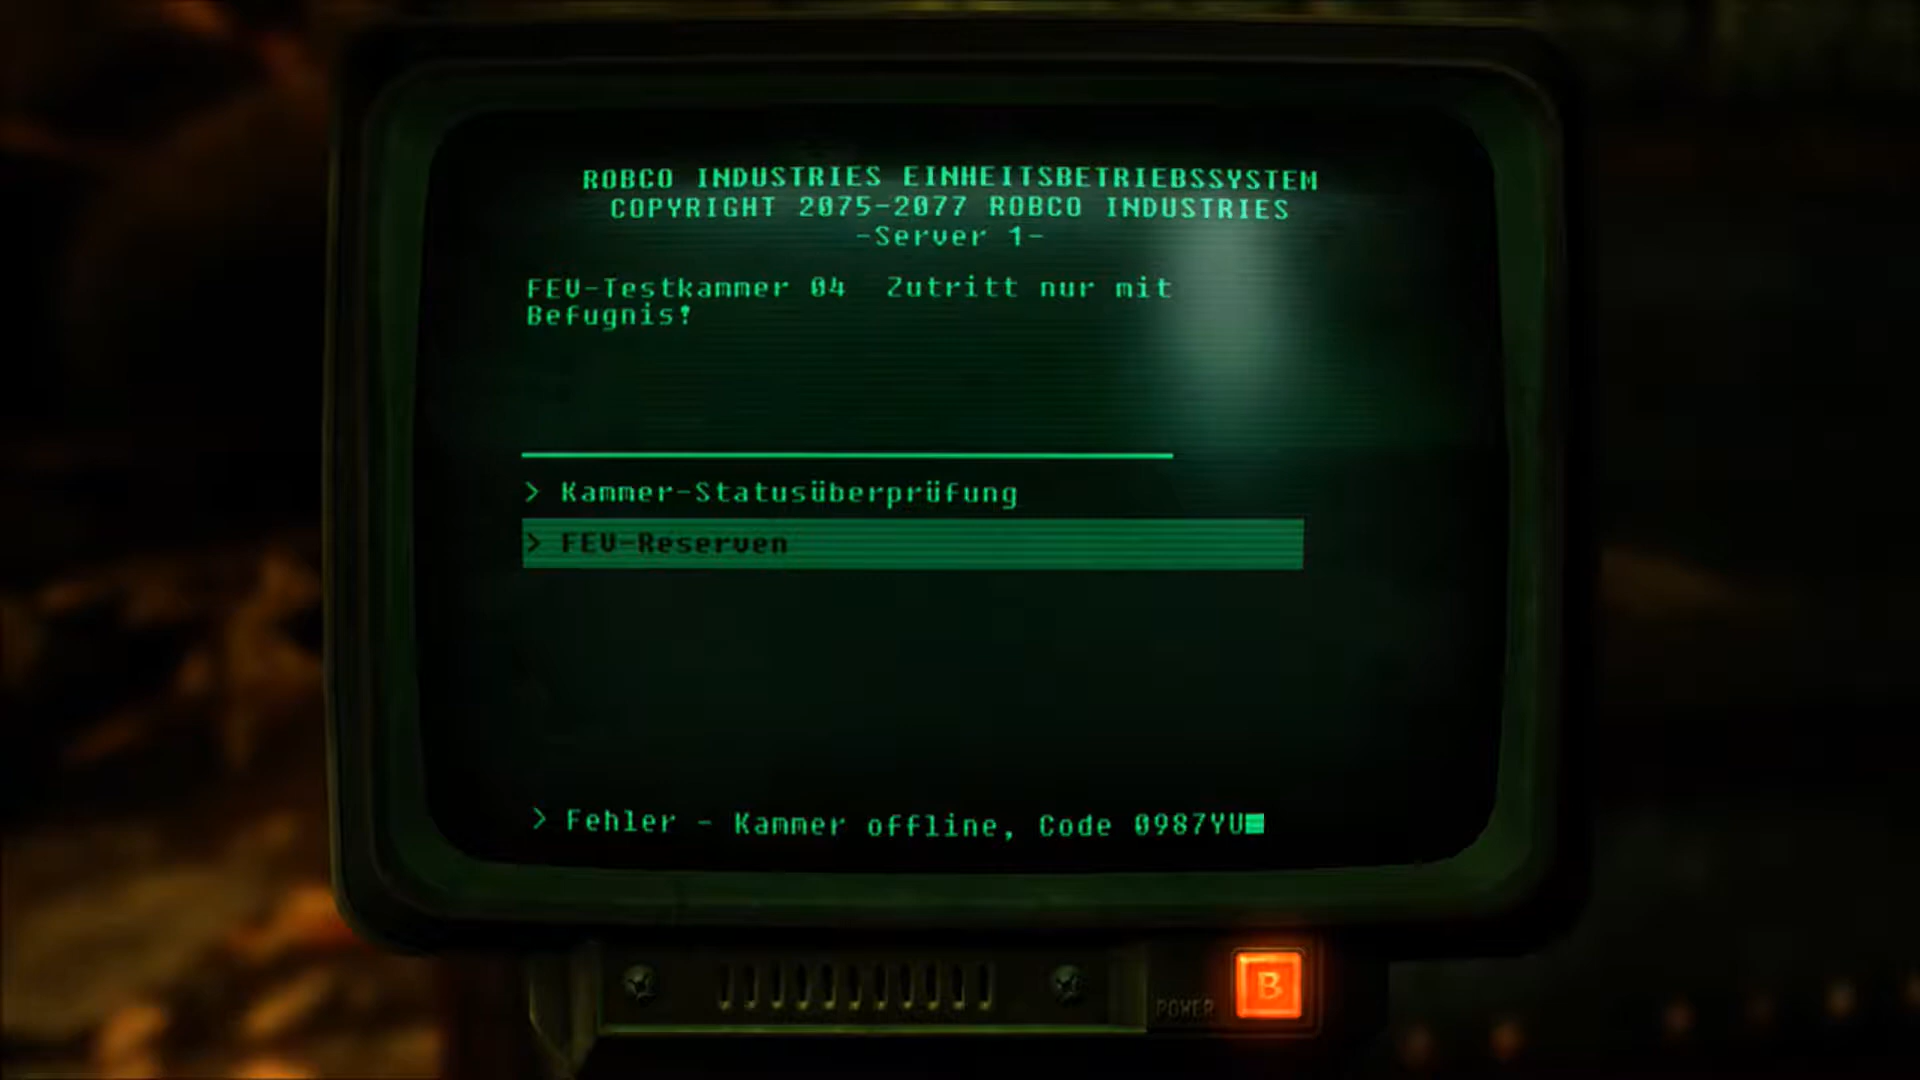 ROBCO INDUSTRIES EINHEITSBETRIEBSSYSTEM
COPYRIGHT 2075-2077 ROBCO INDUSTRIES
-Server 1-
FEV-Testkammer 04  Zutritt nur mit
Befugnis!
> Kammer-Statusüberprüfung
> FEV-Reserven
> Fehler - Kammer offline, Code 0987YU
POWER
B